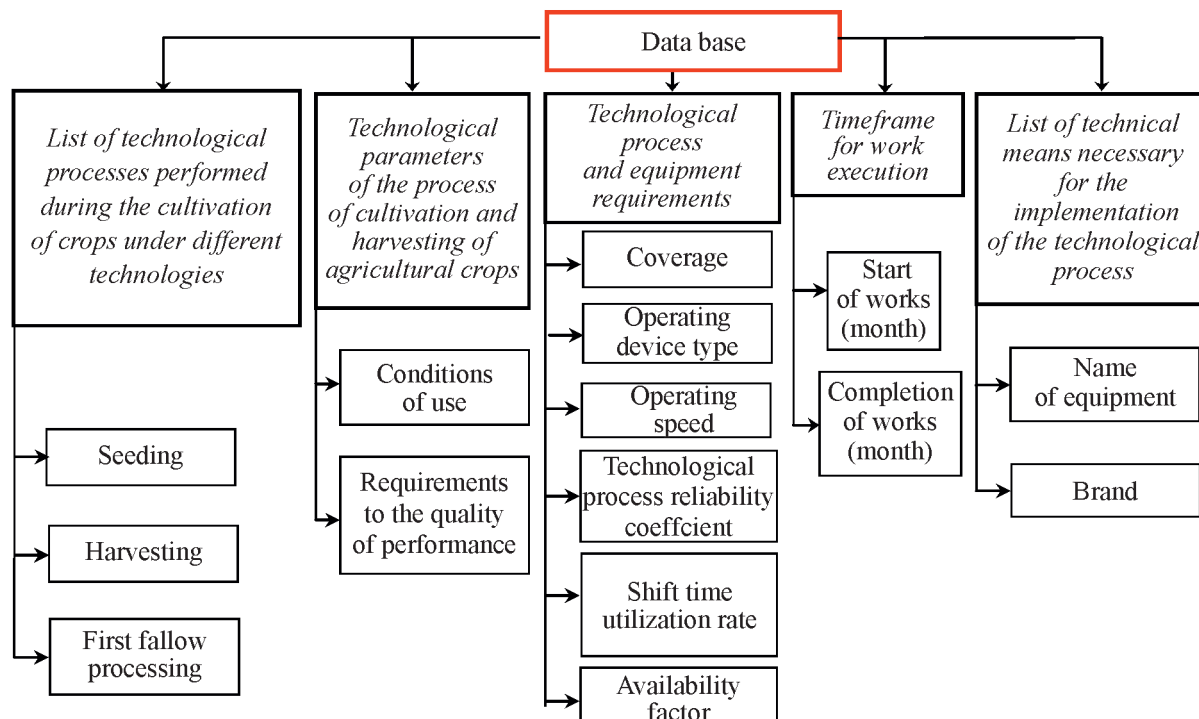 Data base
List of technological
processes performed
during the cultivation
of crops under different
technologies
Seeding
Harvesting
First fallow
processing
Technological
parameters
of the process
of cultivation and
harvesting of
agricultural crops
Conditions
of use
Requirements
to the quality
of performance
Technological
process
and equipment
requirements
Coverage
Operating
device type
Operating
speed
Technological
process reliability
coeffcient
Shift time
utilization rate
Availability
factor
Timeframe
for work
execution
Start
of works
(month)
Completion
of works
(month)
List of technical
means necessary
for the
implementation
of the technological
process
Name
of equipment
Brand